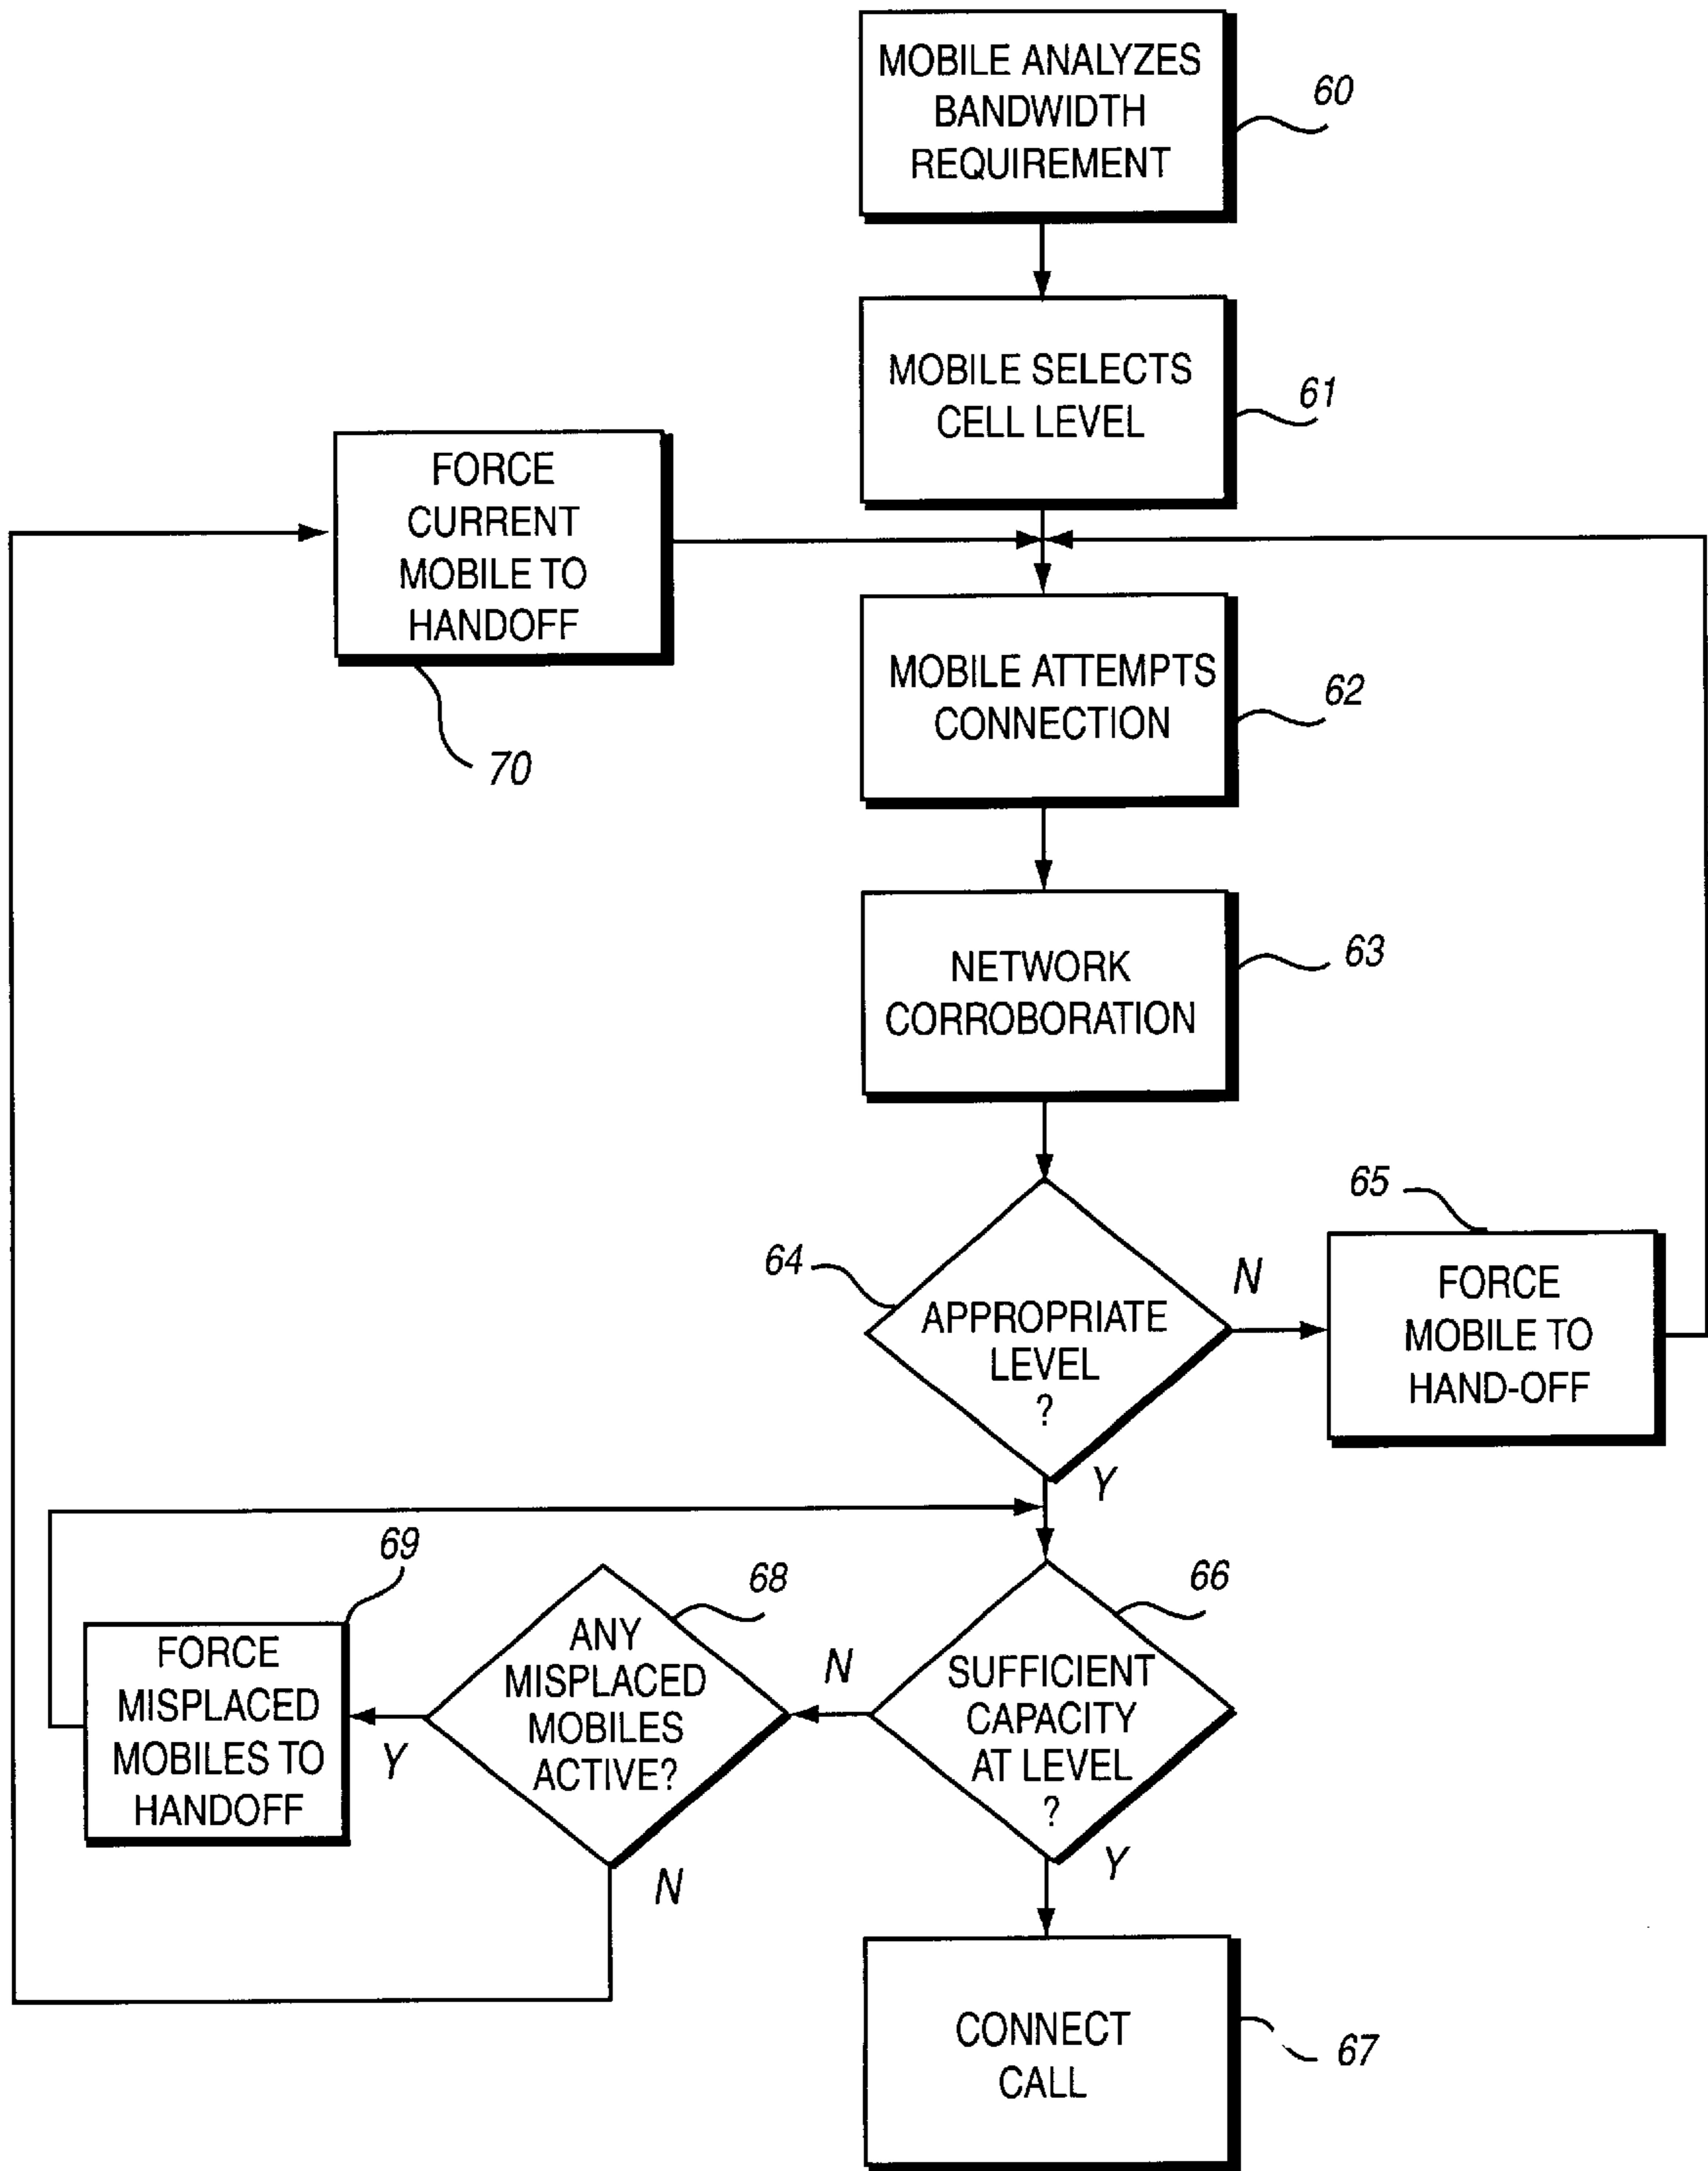 MOBILE ANALYZES
BANDWIDTH
REQUIREMENT
60
MOBILE SELECTS
CELL LEVEL
61
FORCE
CURRENT
MOBILE TO
HANDOFF
70
MOBILE ATTEMPTS
CONNECTION
62
NETWORK
CORROBORATION
63
64
APPROPRIATE
LEVEL
?
N
65
FORCE
MOBILE TO
HAND-OFF
Y
66
SUFFICIENT
CAPACITY
AT LEVEL
?
N
68
ANY
MISPLACED
MOBILES
ACTIVE?
Y
69
FORCE
MISPLACED
MOBILES TO
HANDOFF
N
Y
CONNECT
CALL
67